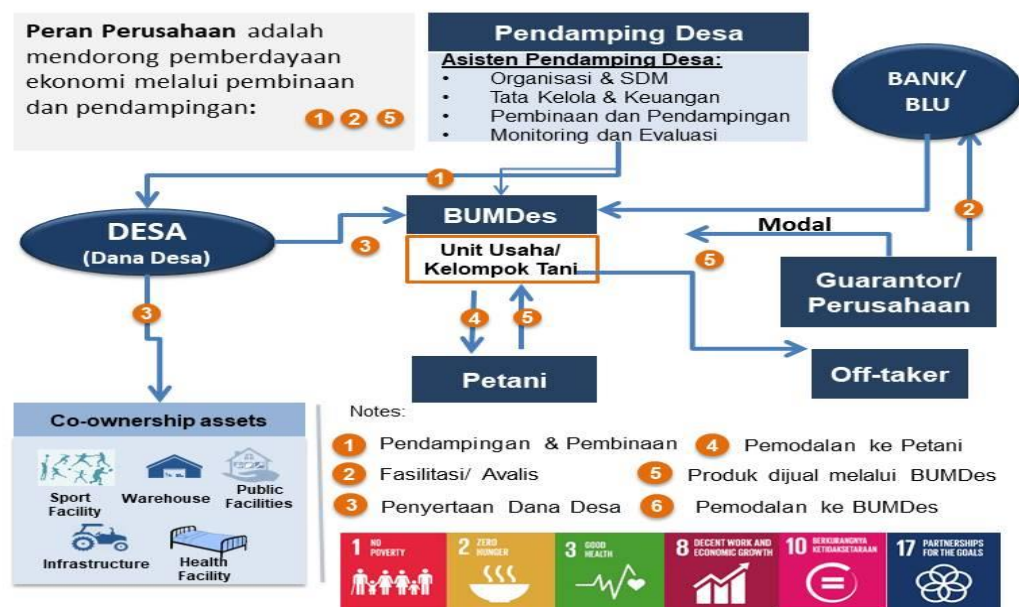 Peran Perusahaan adalah
mendorong pemberdayaan
ekonomi melalui pembinaan
dan pendampingan:
1 2 5
Pendamping Desa
Asisten Pendamping Desa:
• Organisasi & SDM
• Tata Kelola & Keuangan
• Pembinaan dan Pendampingan
• Monitoring dan Evaluasi
BANK/
BLU
1
2
DESA
(Dana Desa)
3
BUMDes
Unit Usaha/
Kelompok Tani
Modal
5
Guarantor/
Perusahaan
3
4
5
Petani
Off-taker
Co-ownership assets
Sport
Facility
Warehouse
Public
Facilities
Infrastructure
Health
Facility
Notes:
1 Pendampingan & Pembinaan
4 Pemodalan ke Petani
2 Fasilitasi/ Avalis
5 Produk dijual melalui BUMDes
3 Penyertaan Dana Desa
6 Pemodalan ke BUMDes
1 NO
POVERTY
2 ZERO
HUNGER
3 GOOD
HEALTH
8 DECENT WORK AND
ECONOMIC GROWTH
10 BERKURANGNYA
KETIDAKSETARAAN
17 PARTNERSHIPS
FOR THE GOALS